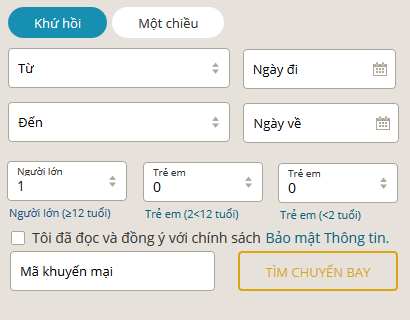 Khứ hồi Một chiều
Từ Ngày đi
Đến Ngày về
Người lớn Trẻ em Trẻ em
1 0 0
Người lớn (≥12 tuổi) Trẻ em (2<12 tuổi) Trẻ em (<2 tuổi)
Tôi đã đọc và đồng ý với chính sách Bảo mật Thông tin.
Mã khuyến mại TÌM CHUYẾN BAY